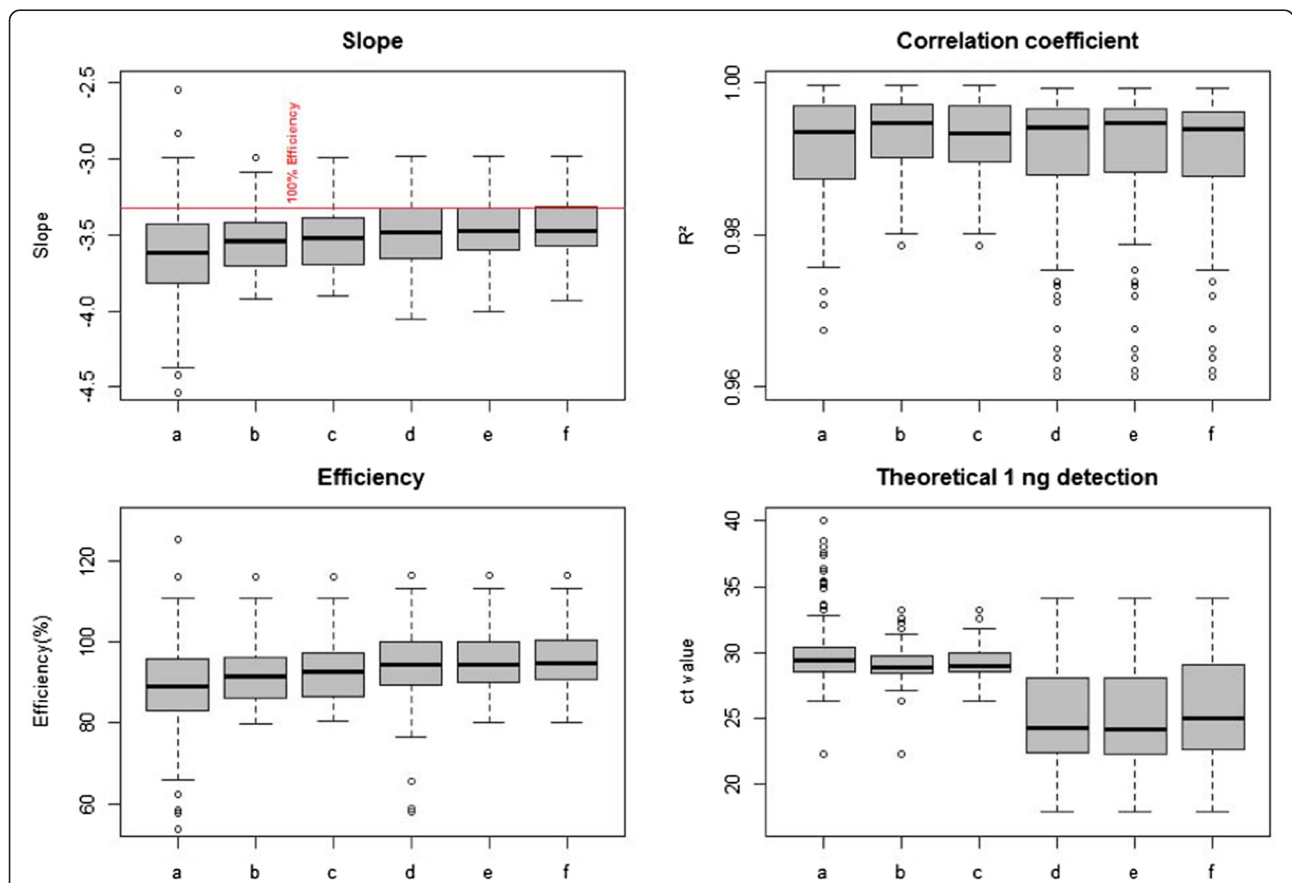 Slope
Slope
-2.5
-3.0
-3.5
-4.0
-4.5
100% Efficiency
a b c d e f
Correlation coefficient
R²
1.00
0.98
0.96
a b c d e f
Efficiency
Efficiency(%)
120
100
80
60
a b c d e f
Theoretical 1 ng detection
ct value
40
35
30
25
20
a b c d e f